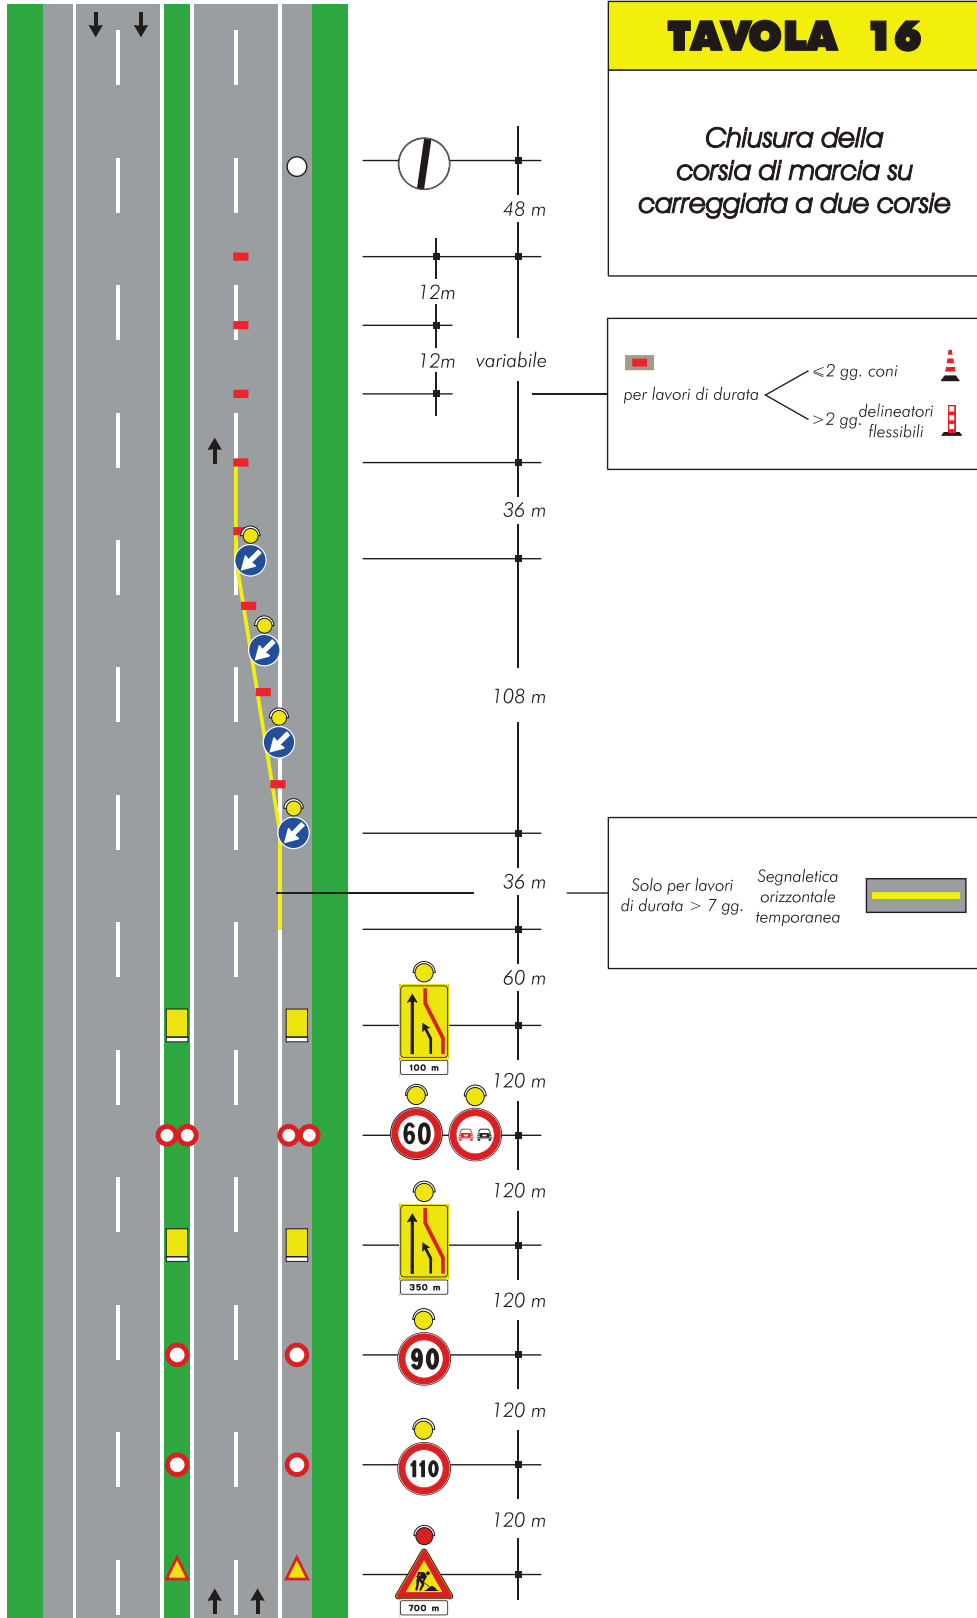 TAVOLA 16
Chiusura della
corsia di marcia su
carreggiata a due corsie
48 m
12m
12m
variabile
per lavori di durata
⩽2 gg. coni
>2 gg. delineatori
flessibili
36 m
108 m
36 m
Solo per lavori
di durata > 7 gg.
Segnaletica
orizzontale
temporanea
60 m
100 m
120 m
60
120 m
350 m
120 m
90
120 m
110
120 m
700 m